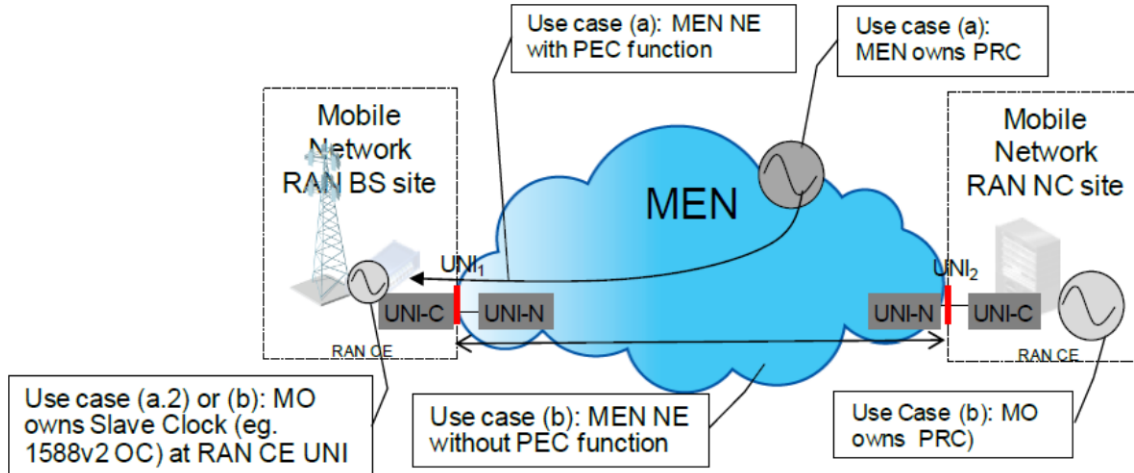 Use case (a): MEN NE
with PEC function
Use case (a):
MEN owns PRC
Mobile
Network
RAN BS site
Mobile
Network
RAN NC site
MEN
UNI1
UNI2
UNI-C
UNI-N
UNI-N
UNI-C
RAN CE
RAN CE
Use case (a.2) or (b): MO
owns Slave Clock (eg.
1588v2 OC) at RAN CE UNI
Use case (b): MEN NE
without PEC function
Use Case (b): MO
owns PRC)